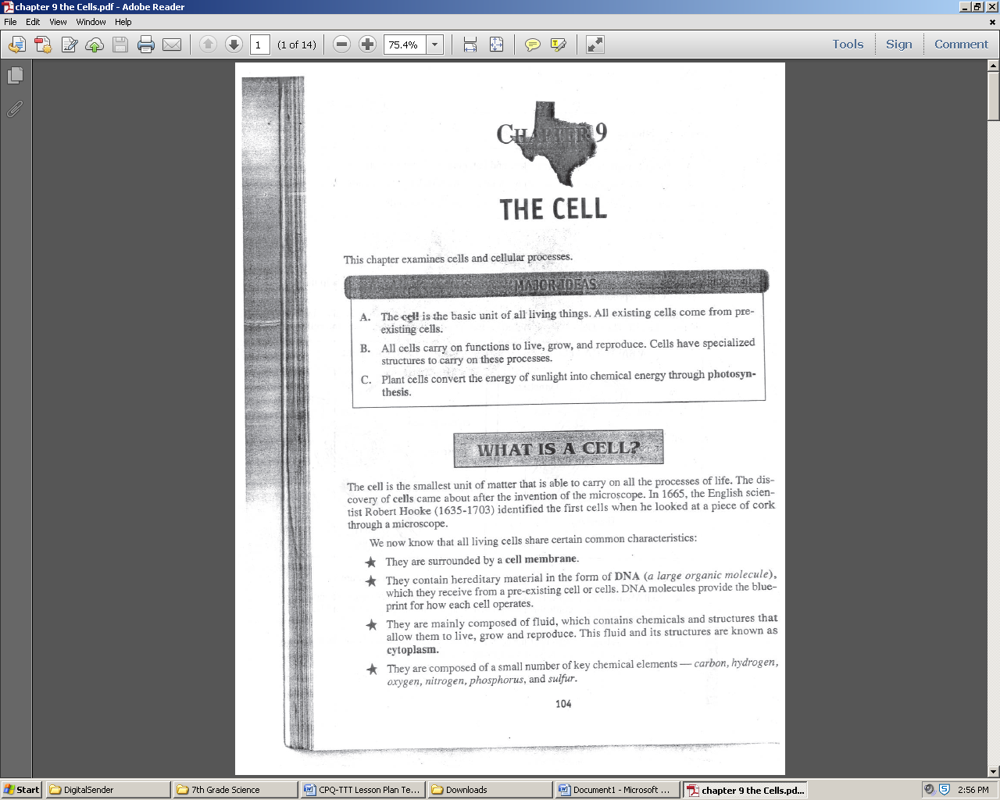 chapter 9 the Cells.pdf - Adobe Reader
File Edit View Window Help
1 (1 of 14) 75.4% Tools Sign Comment
CHAPTER 9
THE CELL
This chapter examines cells and cellular processes.
MAJOR IDEAS
A. The cell is the basic unit of all living things. All existing cells come from pre-
existing cells.
B. All cells carry on functions to live, grow, and reproduce. Cells have specialized
structures to carry on these processes.
C. Plant cells convert the energy of sunlight into chemical energy through photosyn-
thesis.
WHAT IS A CELL?
The cell is the smallest unit of matter that is able to carry on all the processes of life. The dis-
covery of cells came about after the invention of the microscope. In 1665, the English scien-
tist Robert Hooke (1635-1703) identified the first cells when he looked at a piece of cork
through a microscope.
We now know that all living cells share certain common characteristics:
★ They are surrounded by a cell membrane.
★ They contain hereditary material in the form of DNA (a large organic molecule),
which they receive from a pre-existing cell or cells. DNA molecules provide the blue-
print for how each cell operates.
★ They are mainly composed of fluid, which contains chemicals and structures that
allow them to live, grow and reproduce. This fluid and its structures are known as
cytoplasm.
★ They are composed of a small number of key chemical elements — carbon, hydrogen,
oxygen, nitrogen, phosphorus, and sulfur.
104
Start DigitalSender 7th Grade Science CPQ-TTT Lesson Plan Te... Downloads Document1 - Microsoft ... chapter 9 the Cells.pd... 2:56 PM